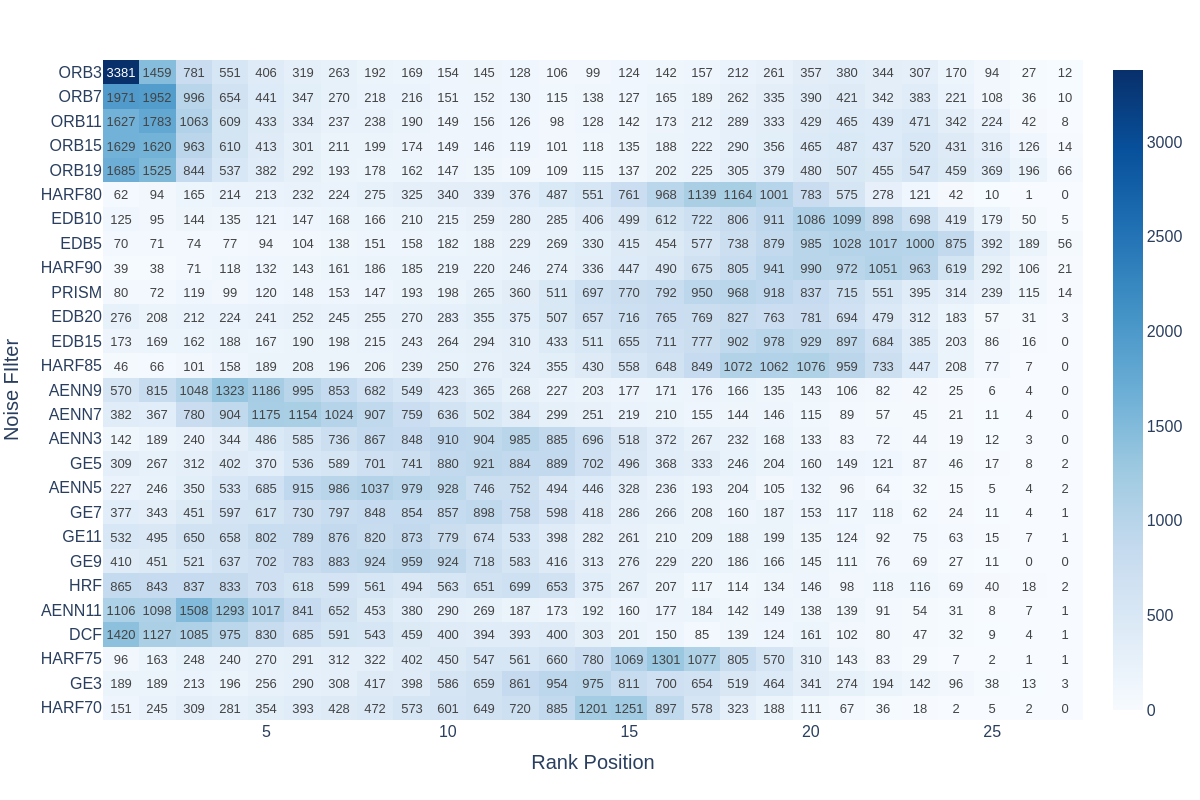 ORB3 3381 1459 781 551 406 319 263 192 169 154 145 128 106 99 124 142 157 212 261 357 380 344 307 170 94 27 12
ORB7 1971 1952 996 654 441 347 270 218 216 151 152 130 115 138 127 165 189 262 335 390 421 342 383 221 108 36 10
ORB11 1627 1783 1063 609 433 334 237 238 190 149 156 126 98 128 142 173 212 289 333 429 465 439 471 342 224 42 8
ORB15 1629 1620 963 610 413 301 211 199 174 149 146 119 101 118 135 188 222 290 356 465 487 437 520 431 316 126 14
ORB19 1685 1525 844 537 382 292 193 178 162 147 135 109 109 115 137 202 225 305 379 480 507 455 547 459 369 196 66
HARF80 62 94 165 214 213 232 224 275 325 340 339 376 487 551 761 968 1139 1164 1001 783 575 278 121 42 10 1 0
EDB10 125 95 144 135 121 147 168 166 210 215 259 280 285 406 499 612 722 806 911 1086 1099 898 698 419 179 50 5
EDB5 70 71 74 77 94 104 138 151 158 182 188 229 269 330 415 454 577 738 879 985 1028 1017 1000 875 392 189 56
HARF90 39 38 71 118 132 143 161 186 185 219 220 246 274 336 447 490 675 805 941 990 972 1051 963 619 292 106 21
PRISM 80 72 119 99 120 148 153 147 193 198 265 360 511 697 770 792 950 968 918 837 715 551 395 314 239 115 14
EDB20 276 208 212 224 241 252 245 255 270 283 355 375 507 657 716 765 769 827 763 781 694 479 312 183 57 31 3
EDB15 173 169 162 188 167 190 198 215 243 264 294 310 433 511 655 711 777 902 978 929 897 684 385 203 86 16 0
HARF85 46 66 101 158 189 208 196 206 239 250 276 324 355 430 558 648 849 1072 1062 1076 959 733 447 208 77 7 0
AENN9 570 815 1048 1323 1186 995 853 682 549 423 365 268 227 203 177 171 176 166 135 143 106 82 42 25 6 4 0
AENN7 382 367 780 904 1175 1154 1024 907 759 636 502 384 299 251 219 210 155 144 146 115 89 57 45 21 11 4 0
AENN3 142 189 240 344 486 585 736 867 848 910 904 985 885 696 518 372 267 232 168 133 83 72 44 19 12 3 0
GE5 309 267 312 402 370 536 589 701 741 880 921 884 889 702 496 368 333 246 204 160 149 121 87 46 17 8 2
AENN5 227 246 350 533 685 915 986 1037 979 928 746 752 494 446 328 236 193 204 105 132 96 64 32 15 5 4 2
GE7 377 343 451 597 617 730 797 848 854 857 898 758 598 418 286 266 208 160 187 153 117 118 62 24 11 4 1
GE11 532 495 650 658 802 789 876 820 873 779 674 533 398 282 261 210 209 188 199 135 124 92 75 63 15 7 1
GE9 410 451 521 637 702 783 883 924 959 924 718 583 416 313 276 229 220 186 166 145 111 76 69 27 11 0 0
HRF 865 843 837 833 703 618 599 561 494 563 651 699 653 375 267 207 117 114 134 146 98 118 116 69 40 18 2
AENN11 1106 1098 1508 1293 1017 841 652 453 380 290 269 187 173 192 160 177 184 142 149 138 139 91 54 31 8 7 1
DCF 1420 1127 1085 975 830 685 591 543 459 400 394 393 400 303 201 150 85 139 124 161 102 80 47 32 9 4 1
HARF75 96 163 248 240 270 291 312 322 402 450 547 561 660 780 1069 1301 1077 805 570 310 143 83 29 7 2 1 1
GE3 189 189 213 196 256 290 308 417 398 586 659 861 954 975 811 700 654 519 464 341 274 194 142 96 38 13 3
HARF70 151 245 309 281 354 393 428 472 573 601 649 720 885 1201 1251 897 578 323 188 111 67 36 18 2 5 2 0
5 10 15 20 25
Rank Position
Noise FIlter
3000
2500
2000
1500
1000
500
0